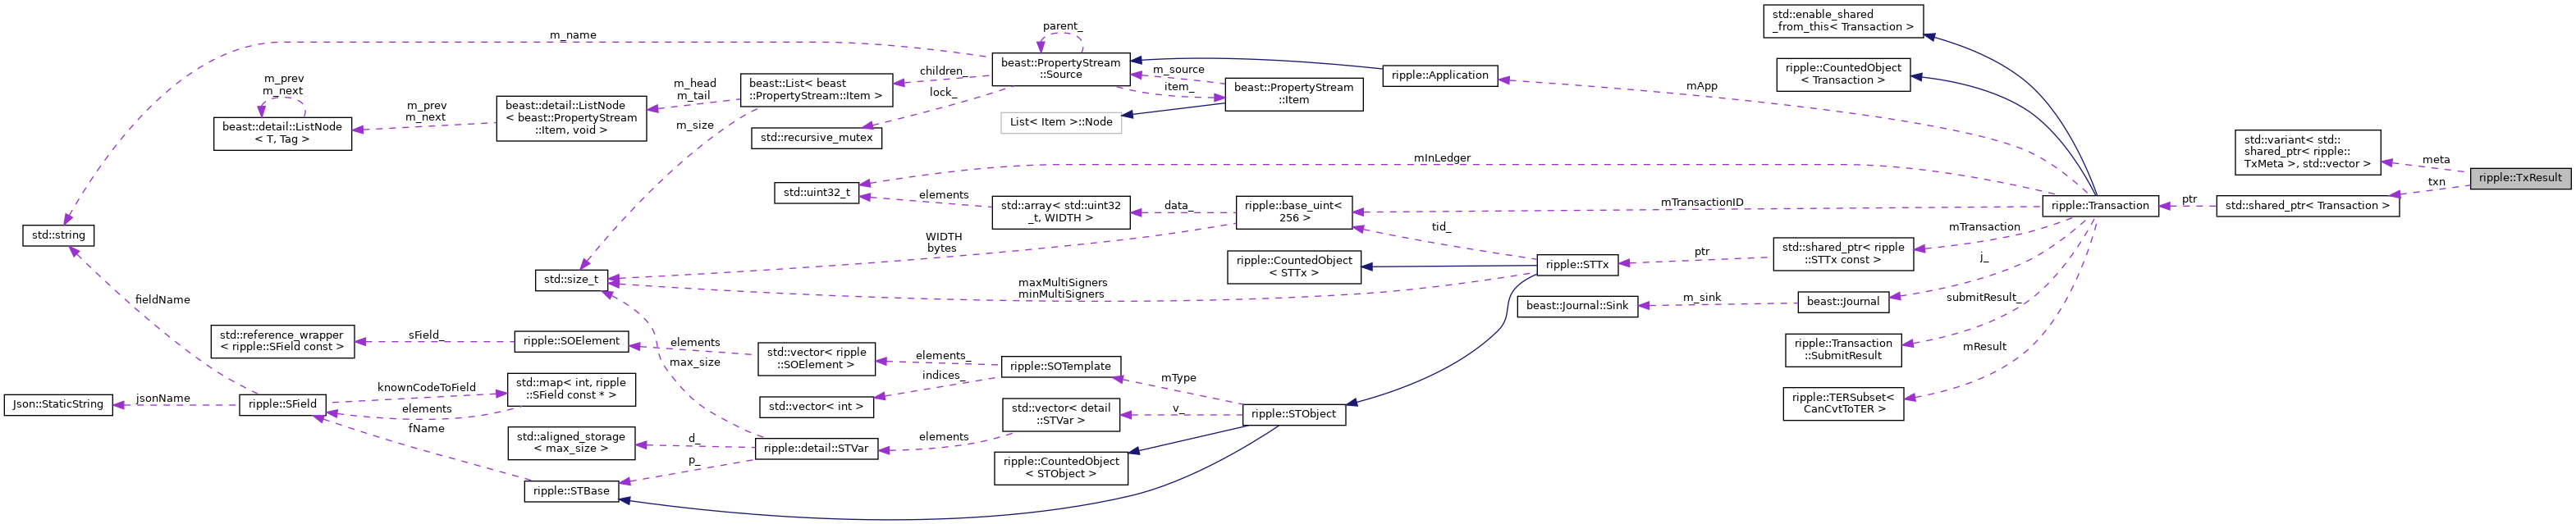 std::enable_shared
_from_this< Transaction >
parent_
m_name
beast::PropertyStream
::Source
ripple::CountedObject
< Transaction >
m_source
item_
ripple::Application
mApp
children_
lock_
beast::PropertyStream
::Item
m_prev
m_next
m_head
m_tail
beast::List< beast
::PropertyStream::Item >
beast::detail::ListNode
< beast::PropertyStream
::Item, void >
m_prev
m_next
beast::detail::ListNode
< T, Tag >
m_size
std::recursive_mutex
List< Item >::Node
std::variant< std::
shared_ptr< ripple::
TxMeta >, std::vector >
meta
ripple::TxResult
txn
mInLedger
std::uint32_t
elements
std::array< std::uint32
_t, WIDTH >
data_
ripple::base_uint<
256 >
mTransactionID
ripple::Transaction
ptr
std::shared_ptr< Transaction >
std::string
tid_
mTransaction
WIDTH
bytes
std::shared_ptr< ripple
::STTx const >
ptr
ripple::STTx
ripple::CountedObject
< STTx >
j_
std::size_t
maxMultiSigners
minMultiSigners
fieldName
beast::Journal::Sink
m_sink
beast::Journal
submitResult_
std::reference_wrapper
< ripple::SField const >
sField_
ripple::SOElement
elements
max_size
std::vector< ripple
::SOElement >
elements_
indices_
ripple::SOTemplate
ripple::Transaction
::SubmitResult
mResult
mType
Json::StaticString
jsonName
ripple::SField
knownCodeToField
elements
fName
std::map< int, ripple
::SField const * >
std::vector< int >
std::vector< detail
::STVar >
v_
ripple::STObject
ripple::TERSubset<
CanCvtToTER >
std::aligned_storage
< max_size >
d_
p_
ripple::detail::STVar
elements
ripple::CountedObject
< STObject >
ripple::STBase